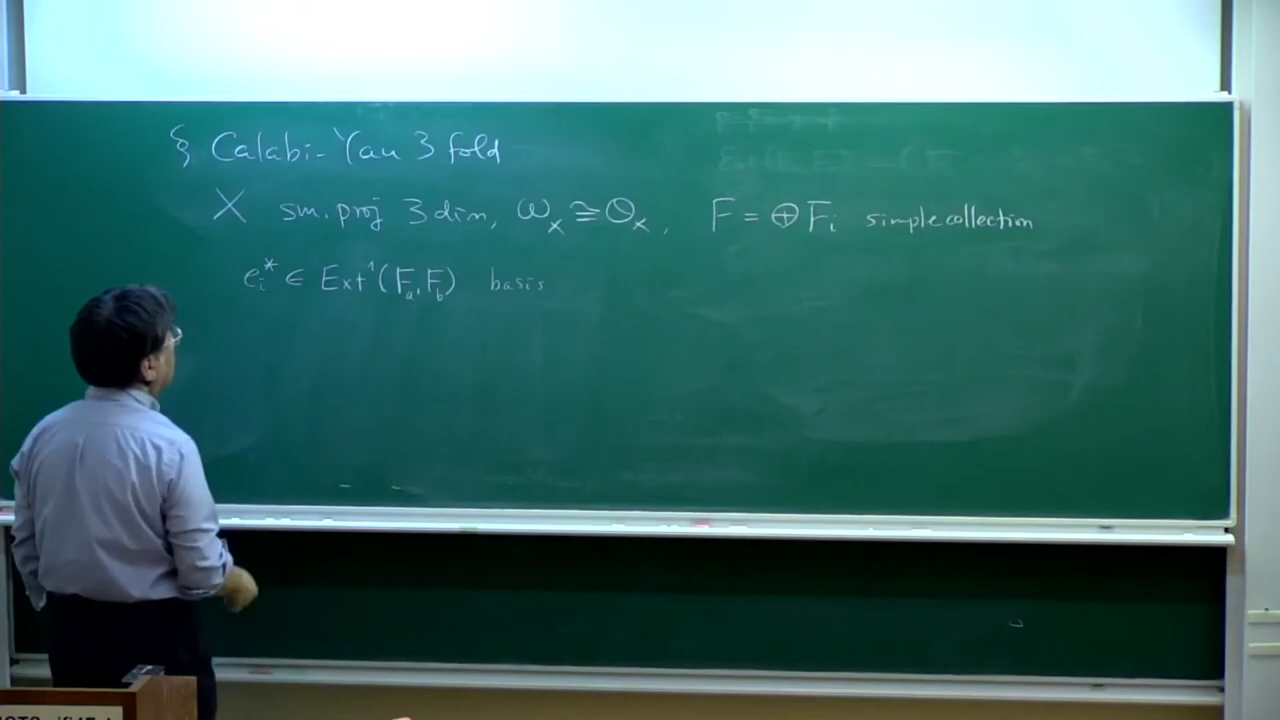 § Calabi-Yau 3 fold
X sm. proj 3 dim, ω_X ≅ O_X, F = ⊕ F_i simple collection
e_i^* ∈ Ext^1(F_a, F_b) basis